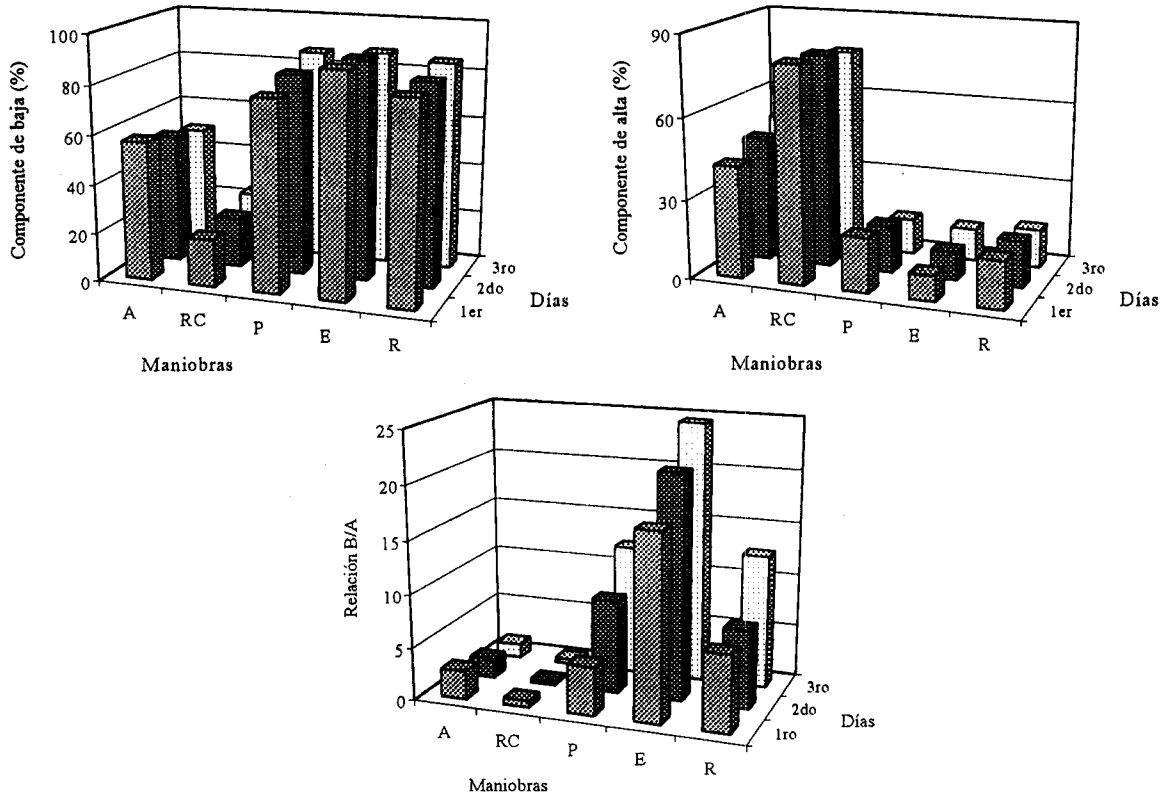 Componente de baja (%)
100
80
60
40
20
0
A
RC
P
E
R
1er
2do
3ro
Días
Maniobras
Componente de alta (%)
90
60
30
0
A
RC
P
E
R
1er
2do
3ro
Días
Maniobras
Relación B/A
25
20
15
10
5
0
A
RC
P
E
R
1ro
2do
3ro
Días
Maniobras